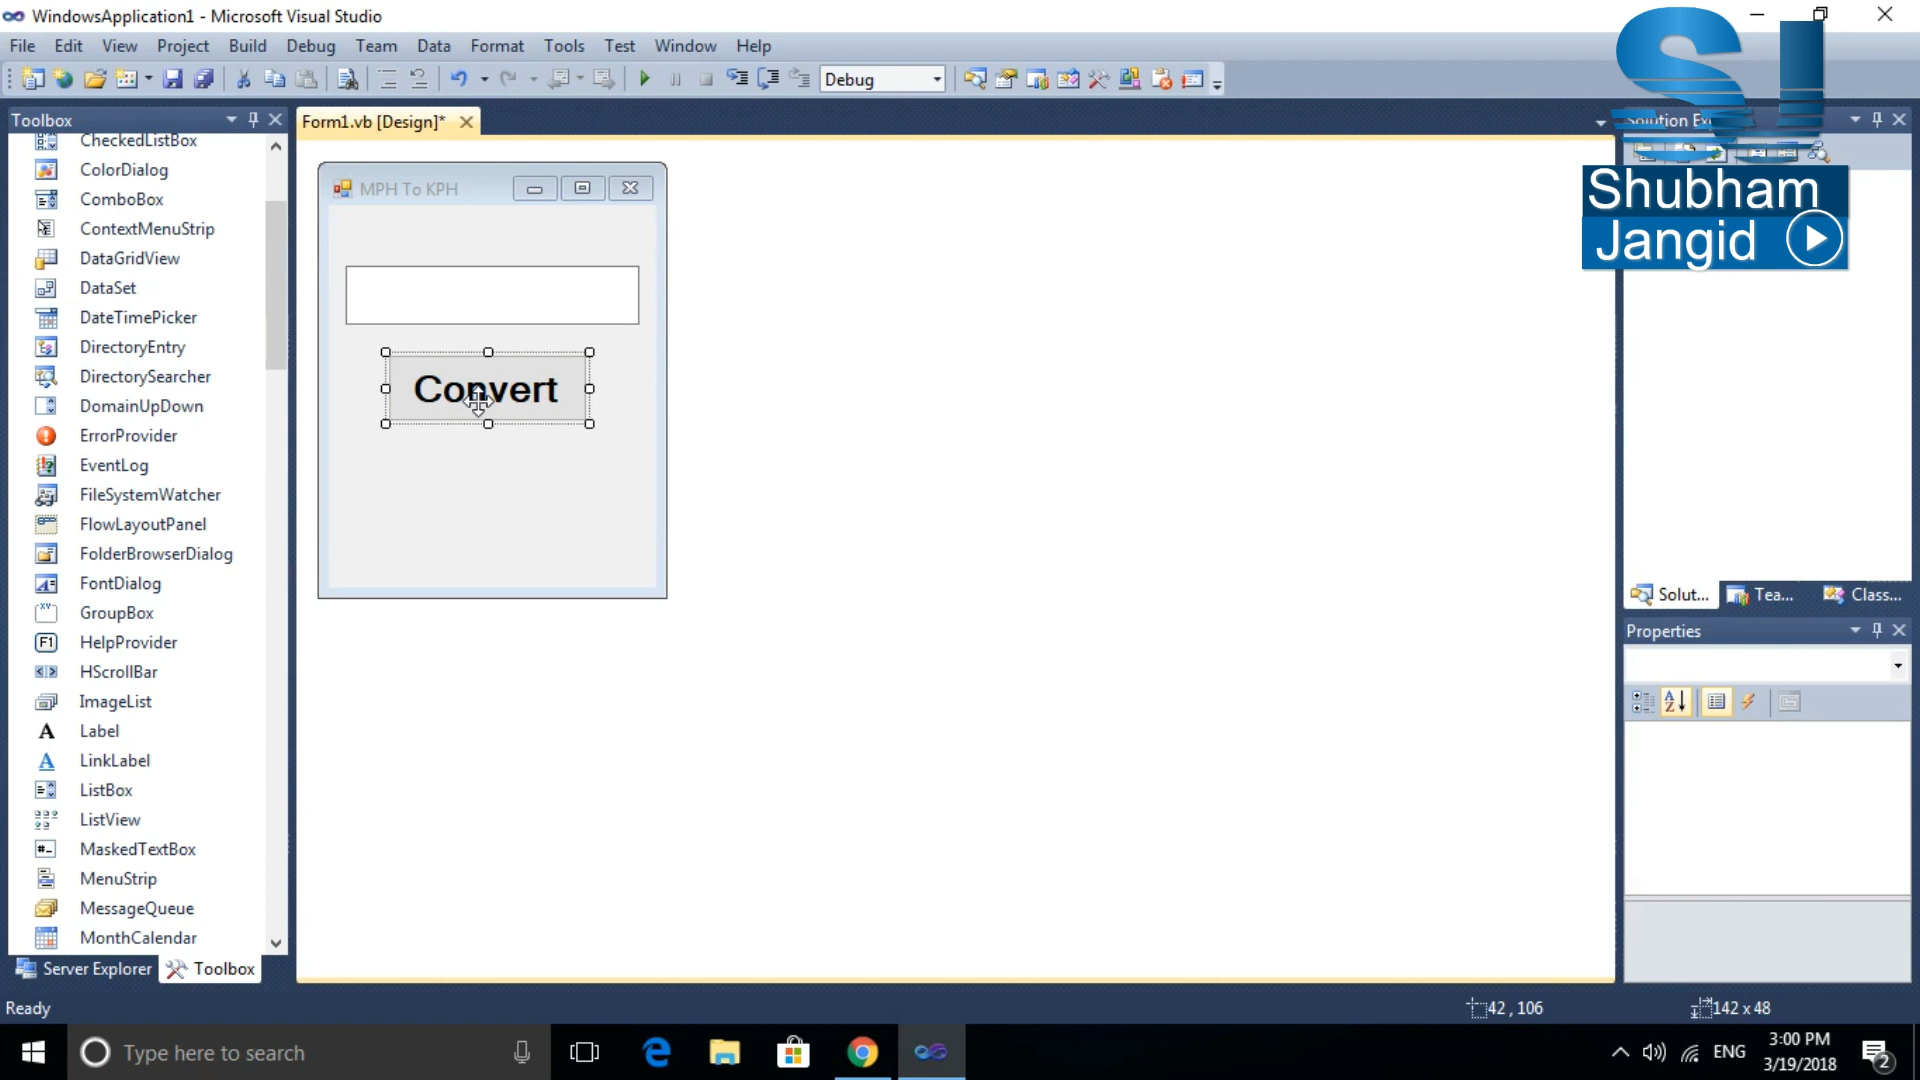 WindowsApplication1 - Microsoft Visual Studio
File Edit View Project Build Debug Team Data Format Tools Test Window Help
Debug
Toolbox
Form1.vb [Design]*
Solution Ex
SJ
Shubham
Jangid
CheckedListBox
ColorDialog
ComboBox
ContextMenuStrip
DataGridView
DataSet
DateTimePicker
DirectoryEntry
DirectorySearcher
DomainUpDown
ErrorProvider
EventLog
FileSystemWatcher
FlowLayoutPanel
FolderBrowserDialog
FontDialog
GroupBox
HelpProvider
HScrollBar
ImageList
Label
LinkLabel
ListBox
ListView
MaskedTextBox
MenuStrip
MessageQueue
MonthCalendar
MPH To KPH
Convert
Solut... Tea... Class...
Properties
Server Explorer Toolbox
Ready
42 , 106
142 x 48
Type here to search
ENG
3:00 PM
3/19/2018
2